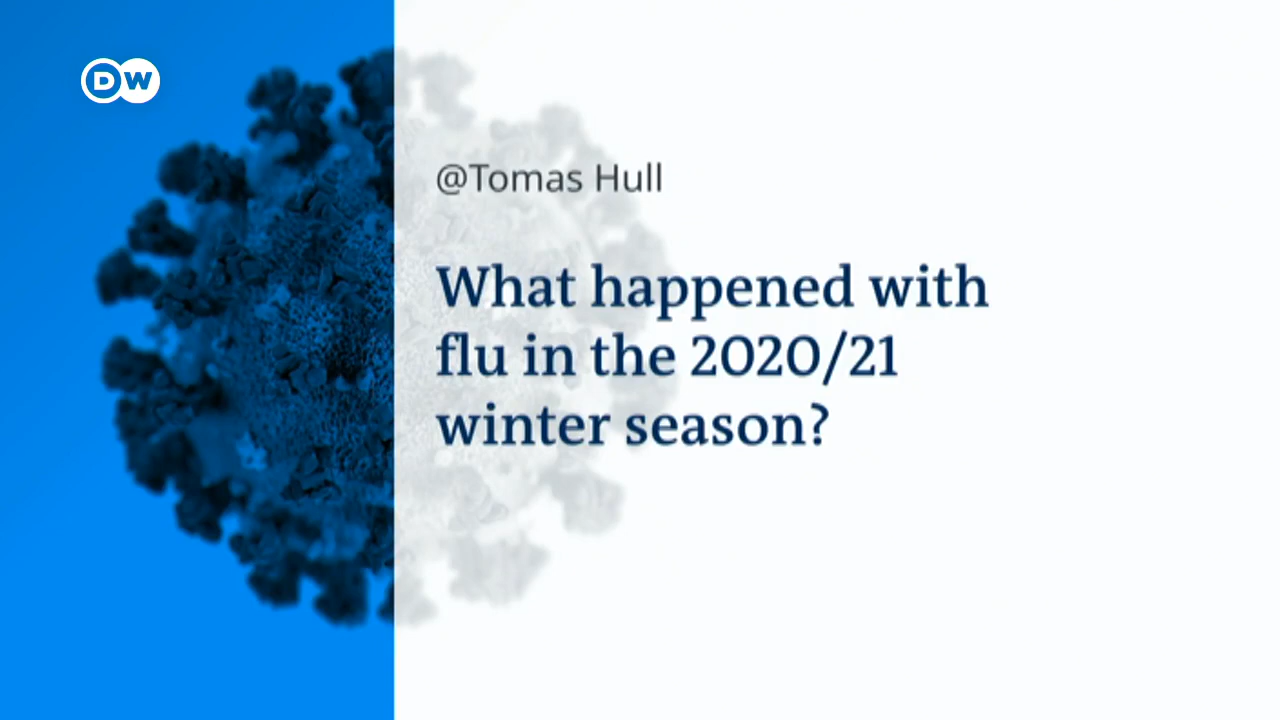 DW
@Tomas Hull
What happened with
flu in the 2020/21
winter season?